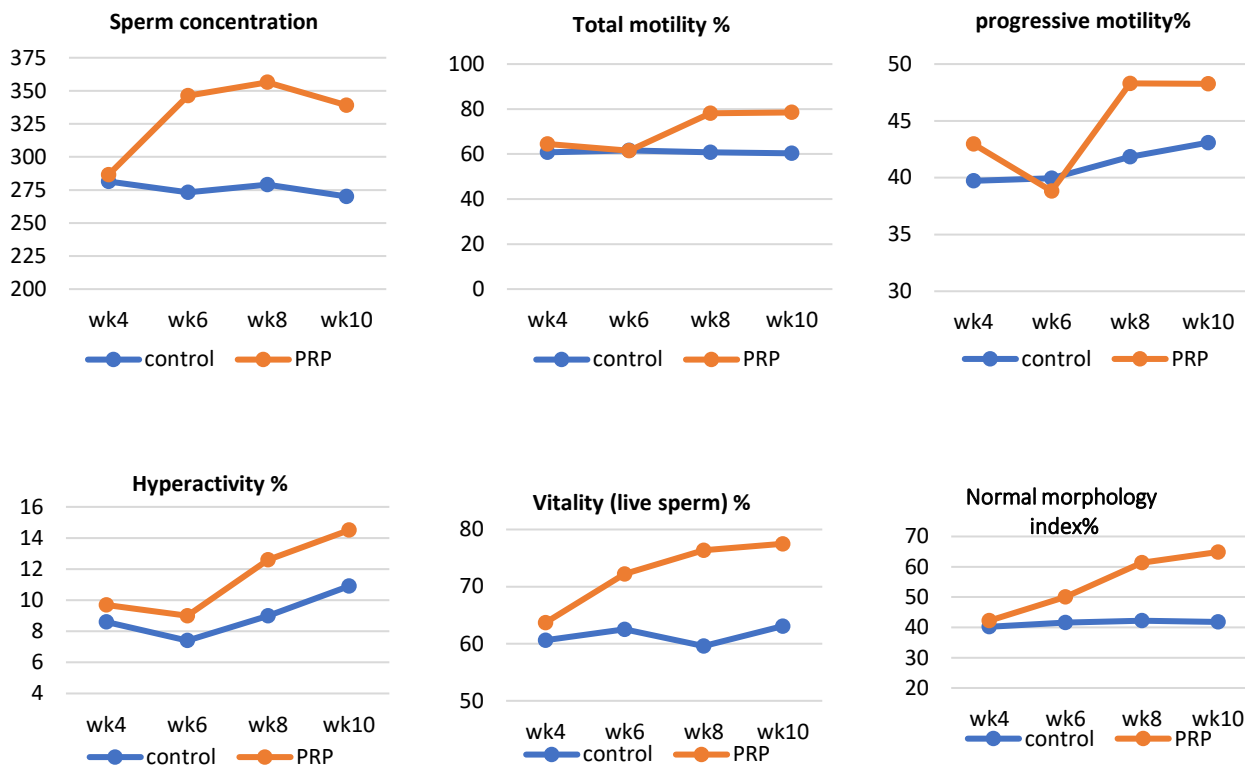 Sperm concentration
375
350
325
300
275
250
225
200
wk4 wk6 wk8 wk10
control PRP
Total motility %
100
80
60
40
20
0
wk4 wk6 wk8 wk10
control PRP
progressive motility%
50
45
40
35
30
wk4 wk6 wk8 wk10
control PRP
Hyperactivity %
16
14
12
10
8
6
4
wk4 wk6 wk8 wk10
control PRP
Vitality (live sperm) %
80
70
60
50
wk4 wk6 wk8 wk10
control PRP
Normal morphology
index%
70
60
50
40
30
20
wk4 wk6 wk8 wk10
control PRP